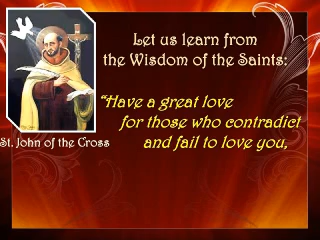 Let us learn from
the Wisdom of the Saints:
“Have a great love
for those who contradict
and fail to love you,
St. John of the Cross